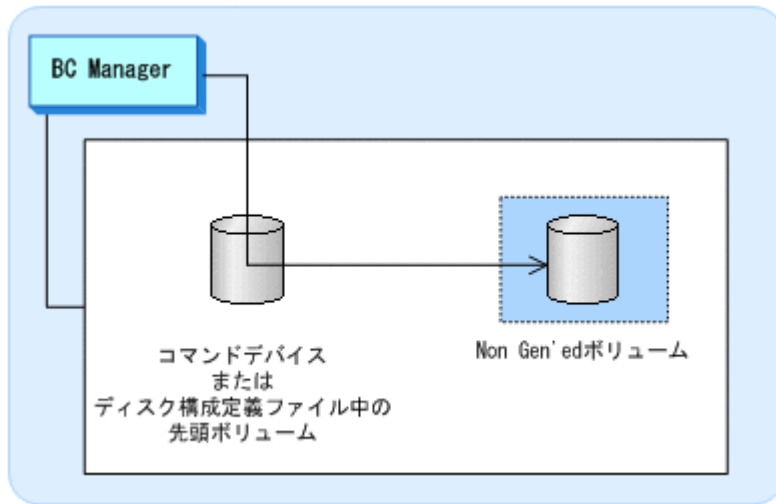 BC Manager
コマンドデバイス
または
ディスク構成定義ファイル中の
先頭ボリューム
Non Gen'edボリューム